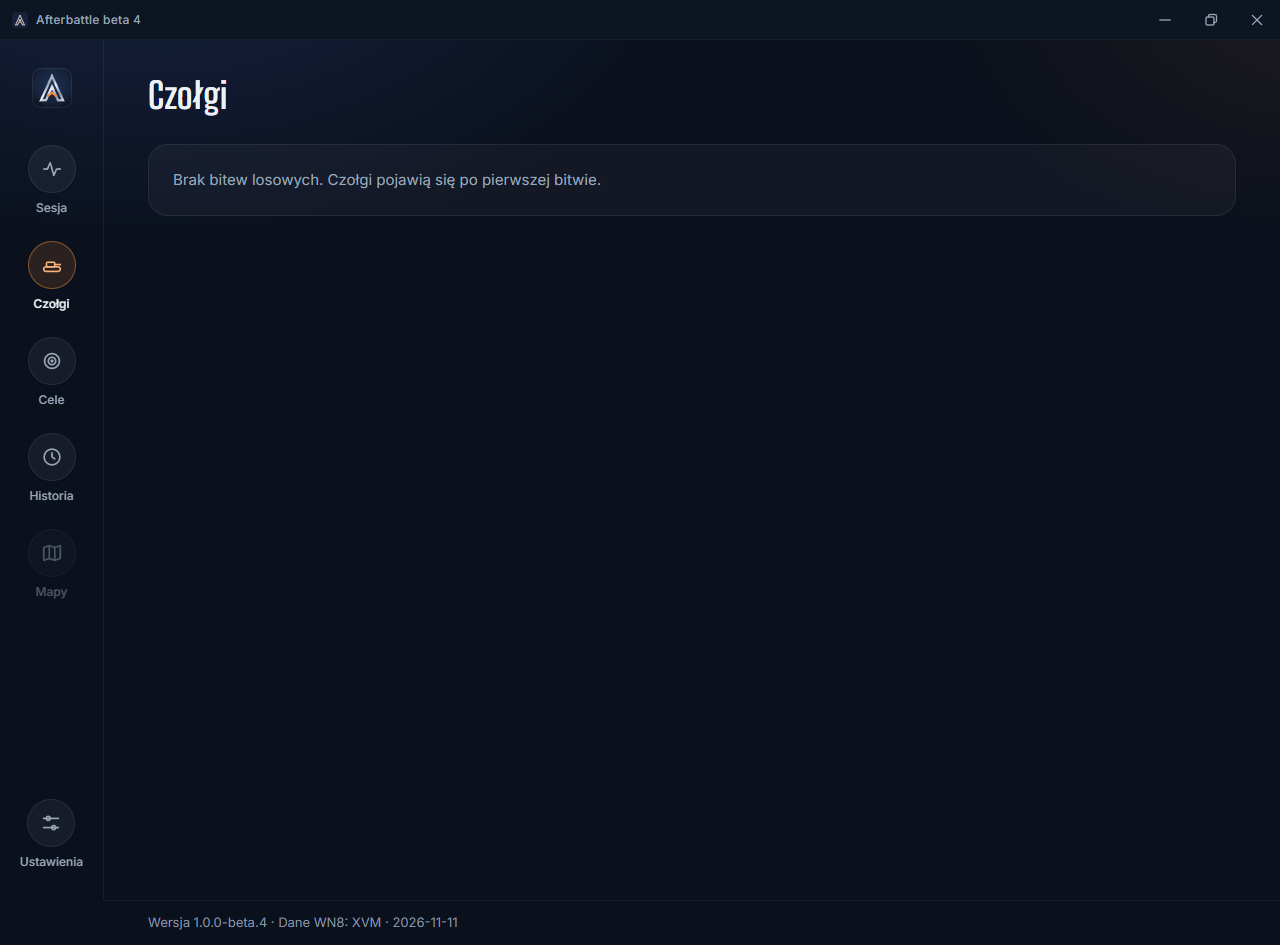 Afterbattle beta 4
Czołgi
Brak bitew losowych. Czołgi pojawią się po pierwszej bitwie.
Sesja
Czołgi
Cele
Historia
Mapy
Ustawienia
Wersja 1.0.0-beta.4 · Dane WN8: XVM · 2026-11-11